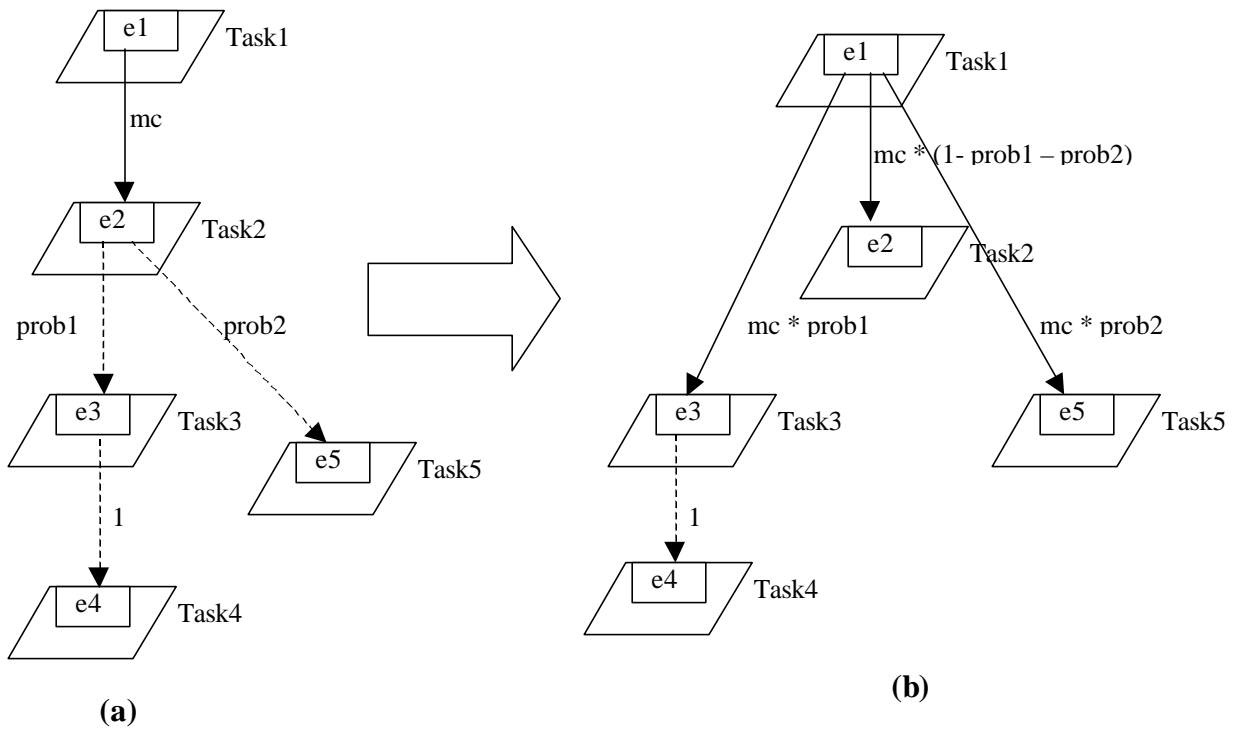 e1
Task1
mc
e2
Task2
prob1
prob2
e3
Task3
e5
Task5
1
e4
Task4
(a)
e1
Task1
mc * (1- prob1 – prob2)
e2
Task2
mc * prob1
mc * prob2
e3
Task3
e5
Task5
1
e4
Task4
(b)